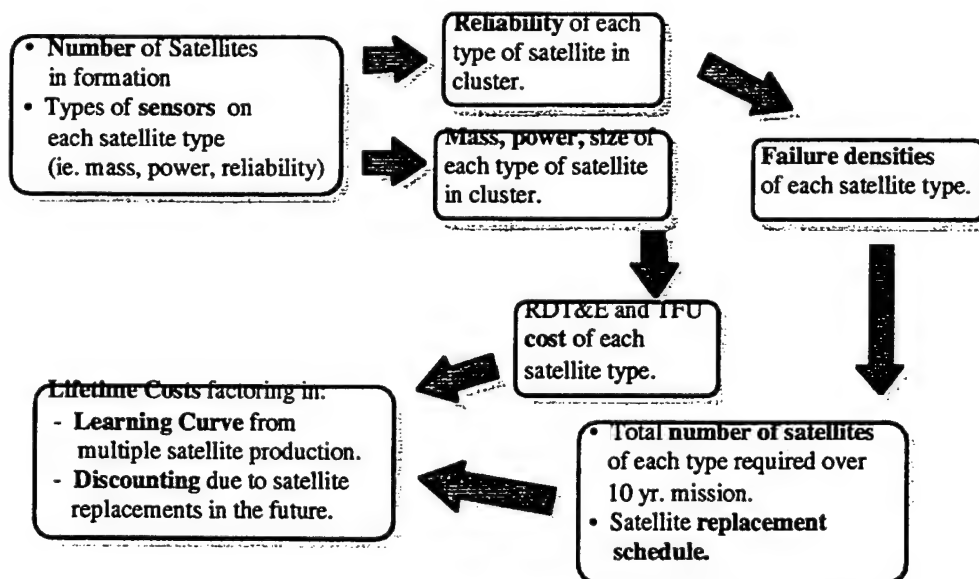 • Number of Satellites
in formation
• Types of sensors on
each satellite type
(ie. mass, power, reliability)
Reliability of each
type of satellite in
cluster.
Mass, power, size of
each type of satellite
in cluster.
Failure densities
of each satellite type.
RDT&E and TFU
cost of each
satellite type.
Lifetime Costs factoring in:
- Learning Curve from
multiple satellite production.
- Discounting due to satellite
replacements in the future.
• Total number of satellites
of each type required over
10 yr. mission.
• Satellite replacement
schedule.